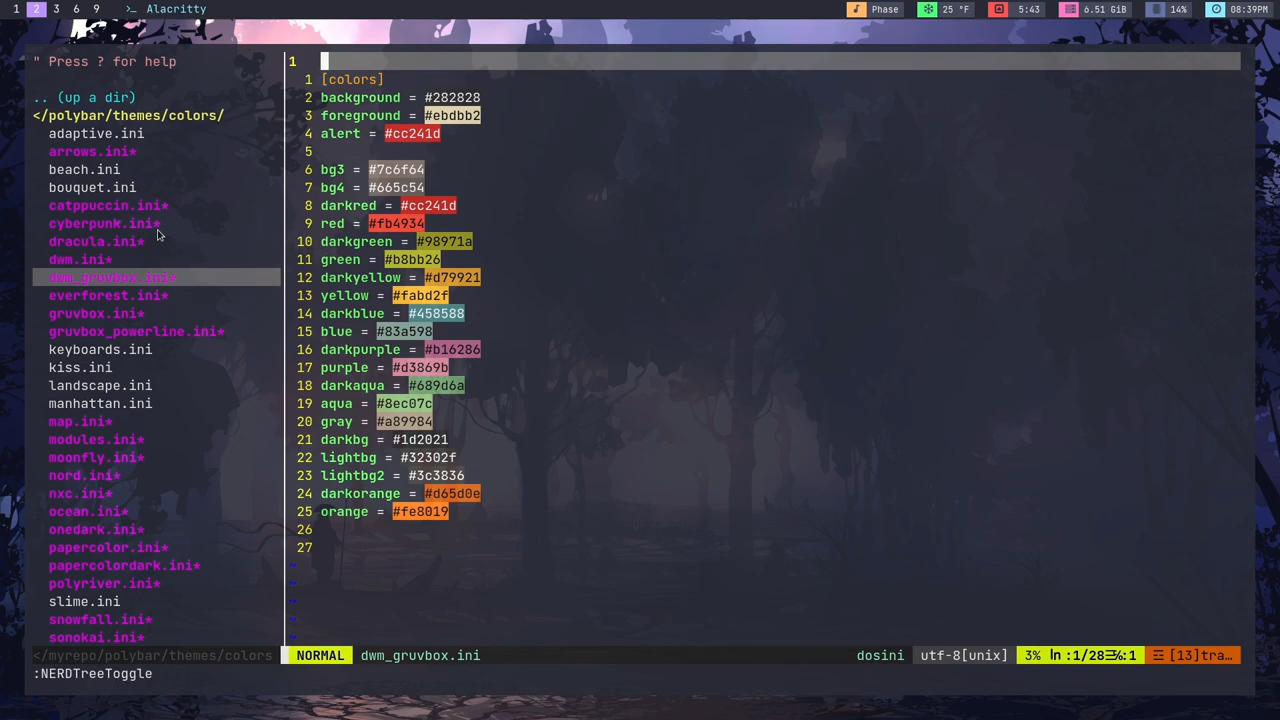 1 2 3 6 9 >_ Alacritty Phase 25 °F 5:43 6.51 GiB 14% 08:39PM
" Press ? for help
.. (up a dir)
</polybar/themes/colors/
adaptive.ini
arrows.ini*
beach.ini
bouquet.ini
catppuccin.ini*
cyberpunk.ini*
dracula.ini*
dwm.ini*
dwm_gruvbox.ini*
everforest.ini*
gruvbox.ini*
gruvbox_powerline.ini*
keyboards.ini
kiss.ini
landscape.ini
manhattan.ini
map.ini*
modules.ini*
moonfly.ini*
nord.ini*
nxc.ini*
ocean.ini*
onedark.ini*
papercolor.ini*
papercolordark.ini*
polyriver.ini*
slime.ini
snowfall.ini*
sonokai.ini*
</myrepo/polybar/themes/colors
1
1 [colors]
2 background = #282828
3 foreground = #ebdbb2
4 alert = #cc241d
5
6 bg3 = #7c6f64
7 bg4 = #665c54
8 darkred = #cc241d
9 red = #fb4934
10 darkgreen = #98971a
11 green = #b8bb26
12 darkyellow = #d79921
13 yellow = #fabd2f
14 darkblue = #458588
15 blue = #83a598
16 darkpurple = #b16286
17 purple = #d3869b
18 darkaqua = #689d6a
19 aqua = #8ec07c
20 gray = #a89984
21 darkbg = #1d2021
22 lightbg = #32302f
23 lightbg2 = #3c3836
24 darkorange = #d65d0e
25 orange = #fe8019
26
27
~
~
~
~
~
NORMAL dwm_gruvbox.ini dosini utf-8[unix] 3% ln :1/28☰℅:1 ☲ [13]tra…
:NERDTreeToggle